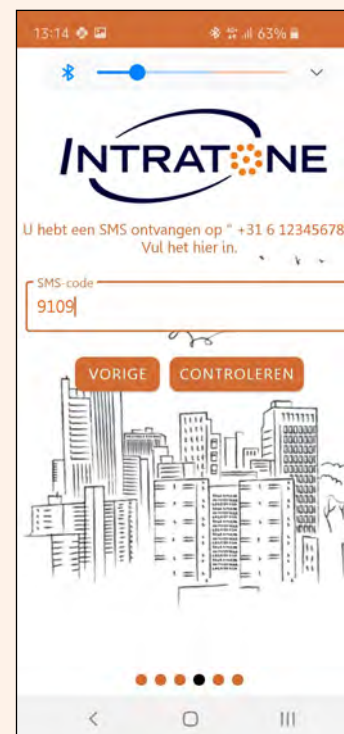 13:14 63%
INTRATONE
U hebt een SMS ontvangen op " +31 6 12345678
Vul het hier in.
SMS-code
9109
VORIGE CONTROLEREN